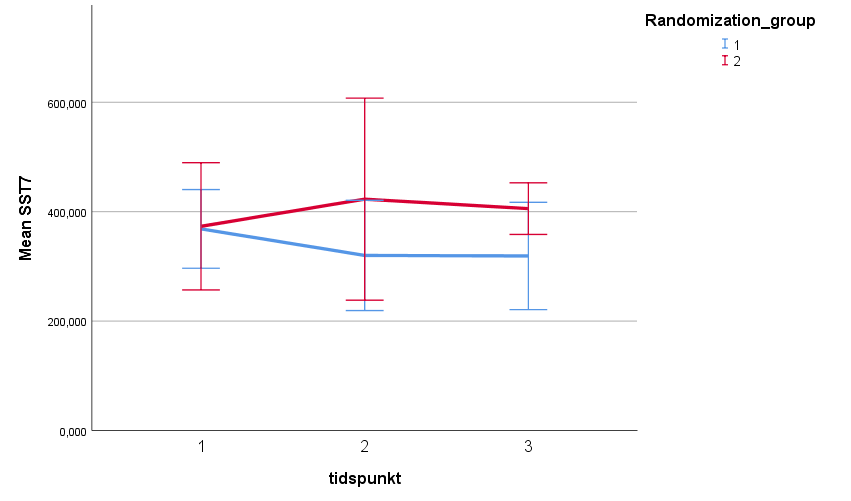 Randomization_group
1
2
600,000
400,000
200,000
0,000
Mean SST7
1 2 3
tidspunkt